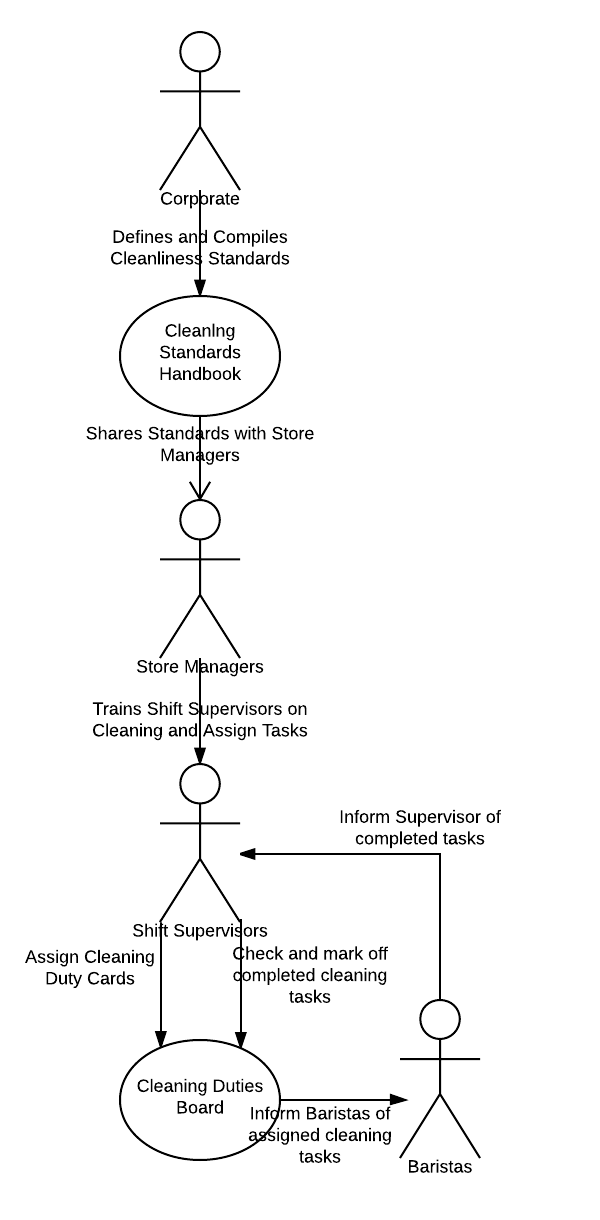 Corporate
Defines and Compiles
Cleanliness Standards
CleanIng
Standards
Handbook
Shares Standards with Store
Managers
Store Managers
Trains Shift Supervisors on
Cleaning and Assign Tasks
Inform Supervisor of
completed tasks
Shift Supervisors
Assign Cleaning
Duty Cards
Check and mark off
completed cleaning
tasks
Cleaning Duties
Board
Inform Baristas of
assigned cleaning
tasks
Baristas